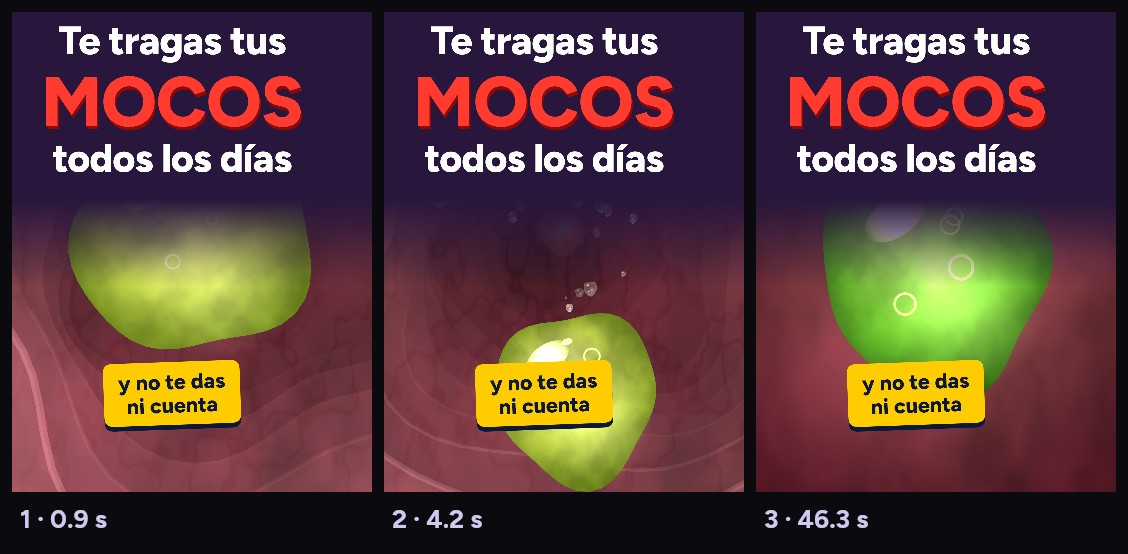 Te tragas tus
MOCOS
todos los días
y no te das
ni cuenta
1 · 0.9 s
Te tragas tus
MOCOS
todos los días
y no te das
ni cuenta
2 · 4.2 s
Te tragas tus
MOCOS
todos los días
y no te das
ni cuenta
3 · 46.3 s